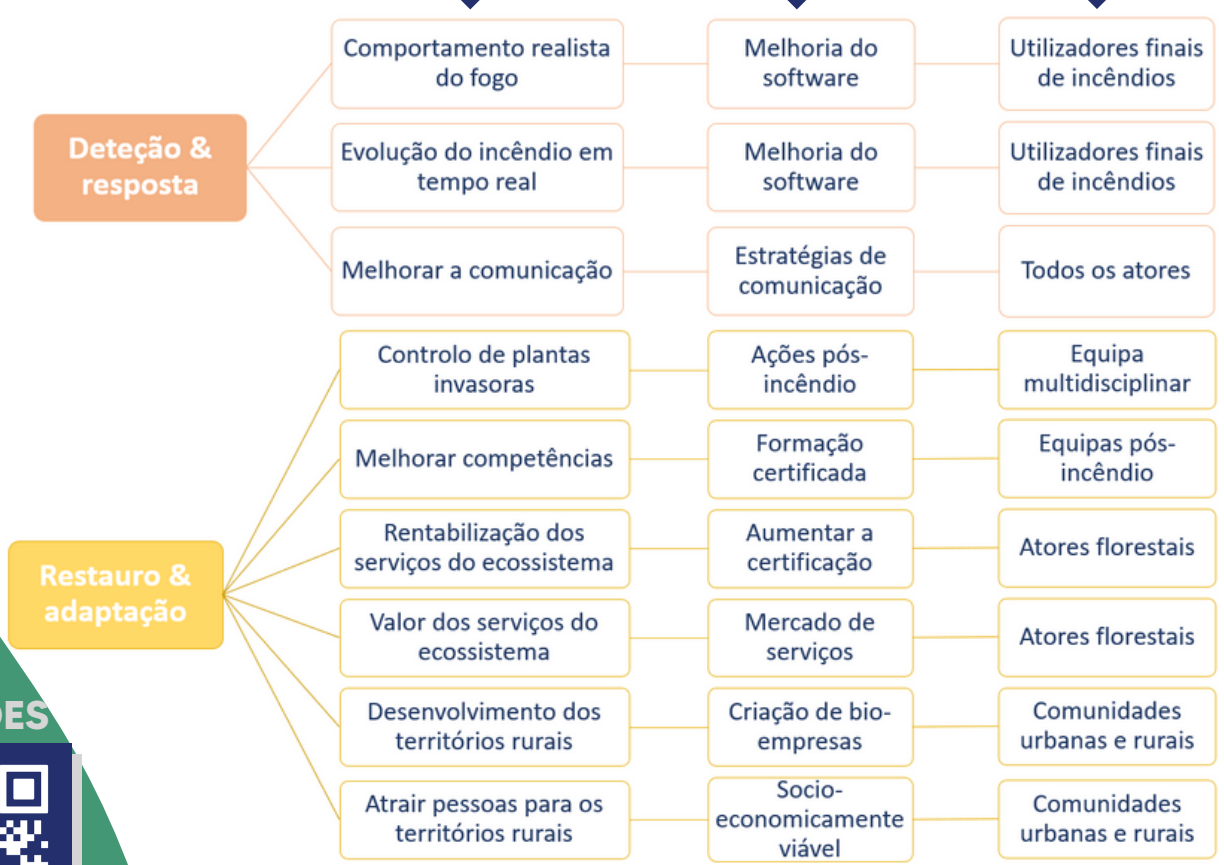 Comportamento realista
do fogo
Melhoria do
software
Utilizadores finais
de incêndios
Deteção &
resposta
Evolução do incêndio em
tempo real
Melhoria do
software
Utilizadores finais
de incêndios
Melhorar a comunicação
Estratégias de
comunicação
Todos os atores
Controlo de plantas
invasoras
Ações pós-
incêndio
Equipa
multidisciplinar
Melhorar competências
Formação
certificada
Equipas pós-
incêndio
Restauro &
adaptação
Rentabilização dos
serviços do ecossistema
Aumentar a
certificação
Atores florestais
Valor dos serviços do
ecossistema
Mercado de
serviços
Atores florestais
Desenvolvimento dos
territórios rurais
Criação de bio-
empresas
Comunidades
urbanas e rurais
Atrair pessoas para os
territórios rurais
Socio-
economicamente
viável
Comunidades
urbanas e rurais